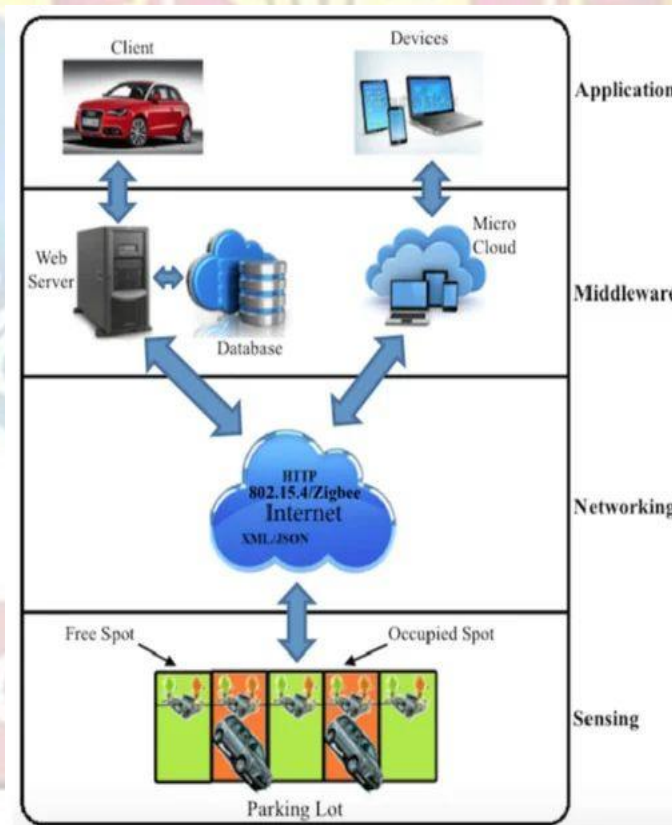 Client
Devices
Application
Web
Server
Database
Micro
Cloud
Middleware
HTTP
802.15.4/Zigbee
Internet
XML/JSON
Networking
Free Spot
Occupied Spot
Sensing
Parking Lot